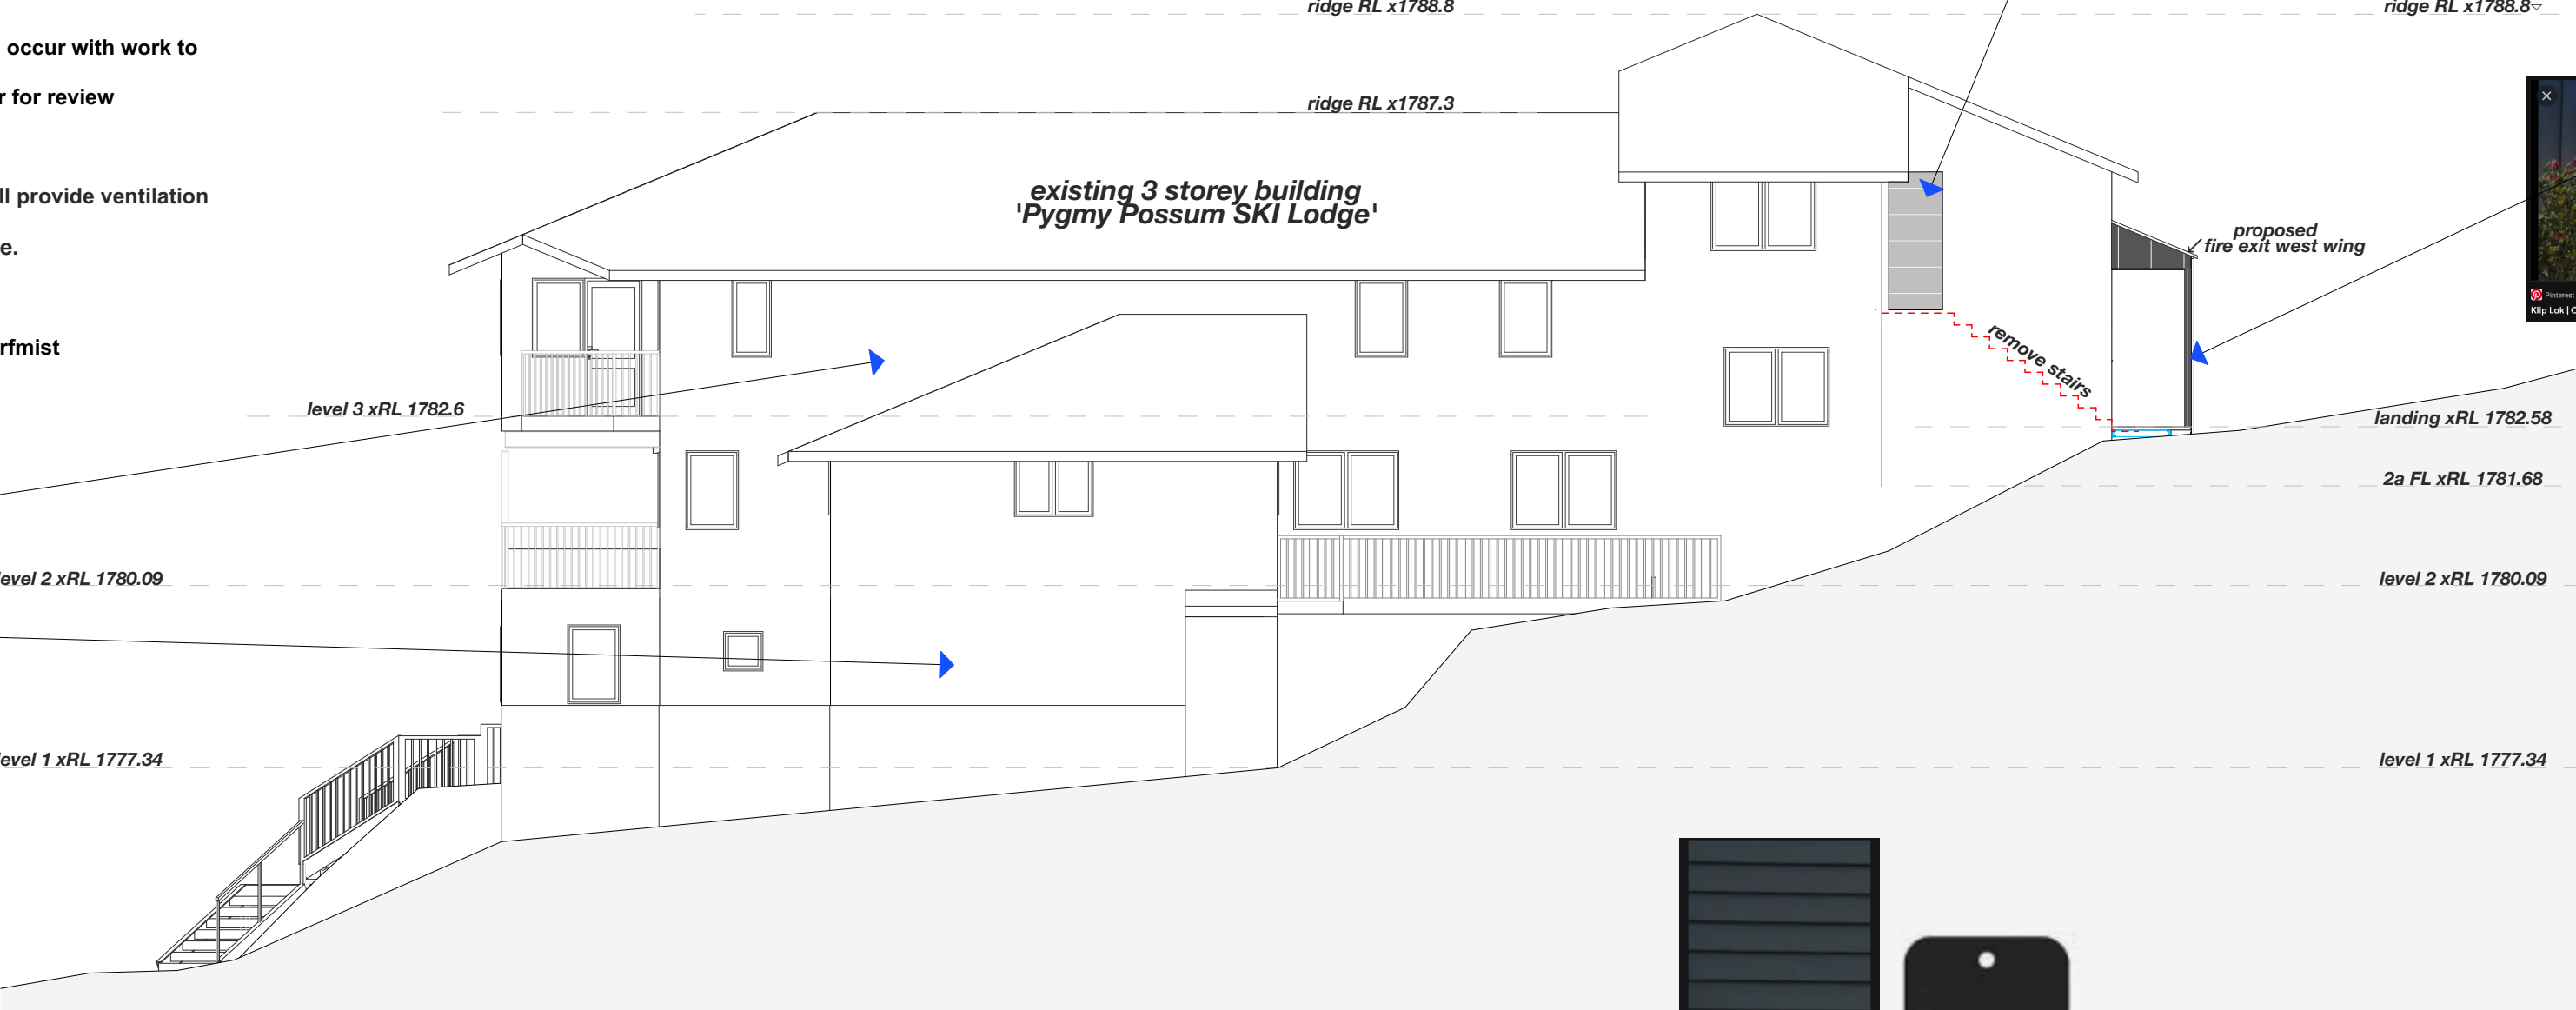 ridge RL x1788.8
ridge RL x1788.8
occur with work to
r for review
ridge RL x1787.3
existing 3 storey building
'Pygmy Possum SKI Lodge'
ll provide ventilation
e.
proposed
fire exit west wing
Pinterest
Klip Lok | C
rfmist
remove stairs
level 3 xRL 1782.6
landing xRL 1782.58
2a FL xRL 1781.68
evel 2 xRL 1780.09
level 2 xRL 1780.09
evel 1 xRL 1777.34
level 1 xRL 1777.34